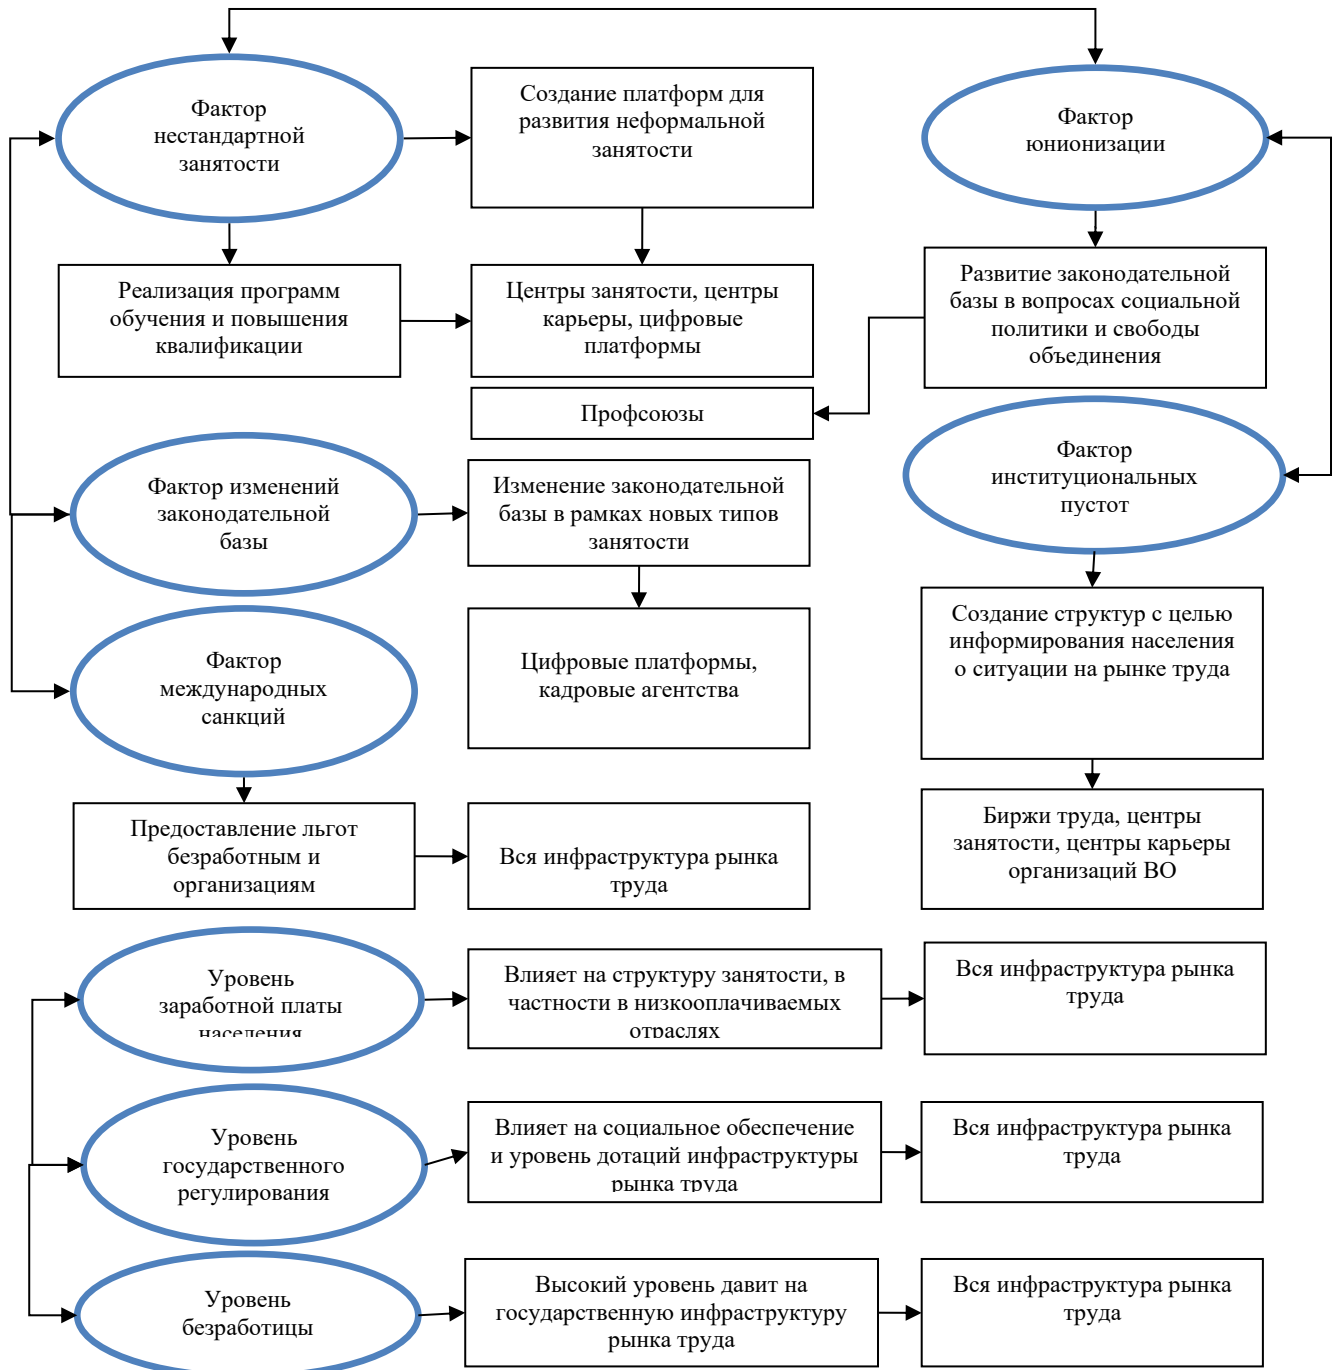 Фактор
нестандартной
занятости
Создание платформ для
развития неформальной
занятости
Фактор
юнионизации
Реализация программ
обучения и повышения
квалификации
Центры занятости, центры
карьеры, цифровые
платформы
Развитие законодательной
базы в вопросах социальной
политики и свободы
объединения
Профсоюзы
Фактор изменений
законодательной
базы
Изменение законодательной
базы в рамках новых типов
занятости
Фактор
институциональных
пустот
Фактор
международных
санкций
Цифровые платформы,
кадровые агентства
Создание структур с целью
информирования населения
о ситуации на рынке труда
Предоставление льгот
безработным и
организациям
Вся инфраструктура рынка
труда
Биржи труда, центры
занятости, центры карьеры
организаций ВО
Уровень
заработной платы
населения
Влияет на структуру занятости, в
частности в низкооплачиваемых
отраслях
Вся инфраструктура рынка
труда
Уровень
государственного
регулирования
Влияет на социальное обеспечение
и уровень дотаций инфраструктуры
рынка труда
Вся инфраструктура рынка
труда
Уровень
безработицы
Высокий уровень давит на
государственную инфраструктуру
рынка труда
Вся инфраструктура рынка
труда